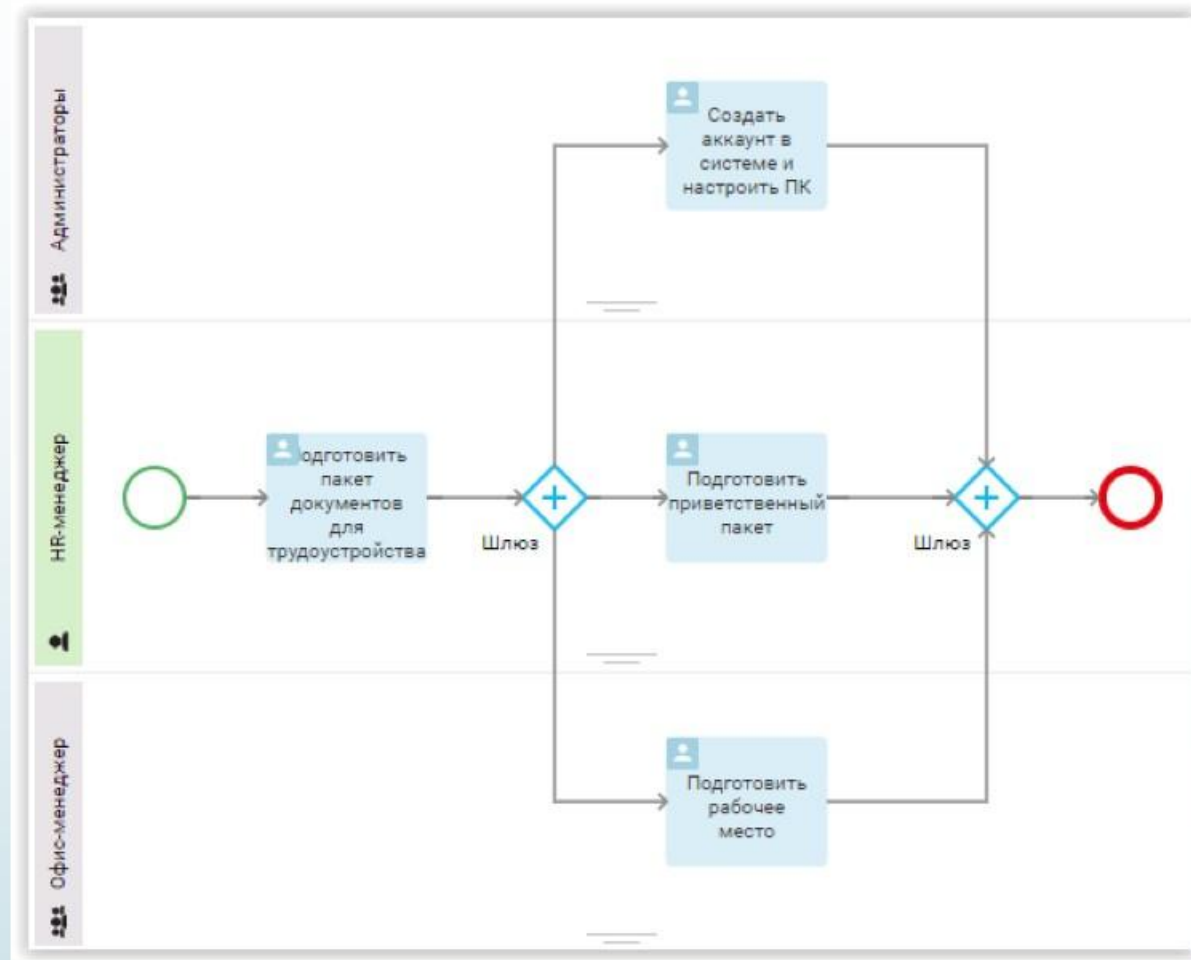 Администраторы
Создать
аккаунт в
системе и
настроить ПК
HR-менеджер
одготовить
пакет
документов
для
трудоустройства
Шлюз
Подготовить
приветственный
пакет
Шлюз
Офис-менеджер
Подготовить
рабочее
место